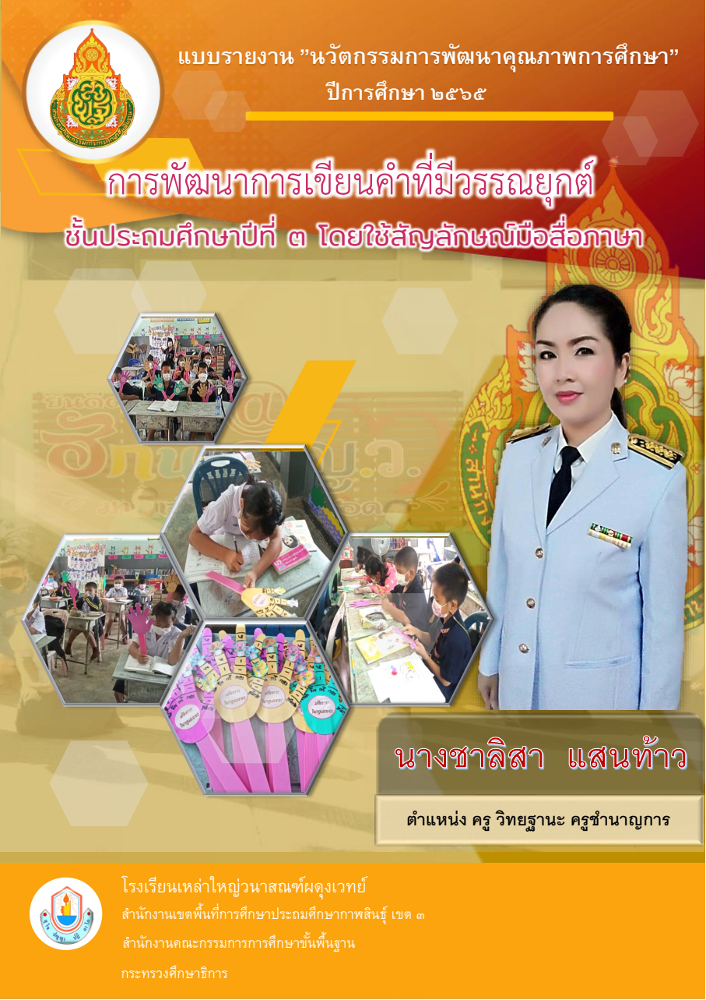 แบบรายงาน ”นวัตกรรมการพัฒนาคุณภาพการศึกษา”
ปีการศึกษา ๒๕๖๕
การพัฒนาการเขียนคำที่มีวรรณยุกต์
ชั้นประถมศึกษาปีที่ ๓ โดยใช้สัญลักษณ์มือสื่อภาษา
นางชาลิสา แสนท้าว
ตำแหน่ง ครู วิทยฐานะ ครูชำนาญการ
โรงเรียนเหล่าใหญ่วนาสณฑ์ผดุงเวทย์
สำนักงานเขตพื้นที่การศึกษาประถมศึกษากาฬสินธุ์ เขต ๓
สำนักงานคณะกรรมการการศึกษาขั้นพื้นฐาน
กระทรวงศึกษาธิการ